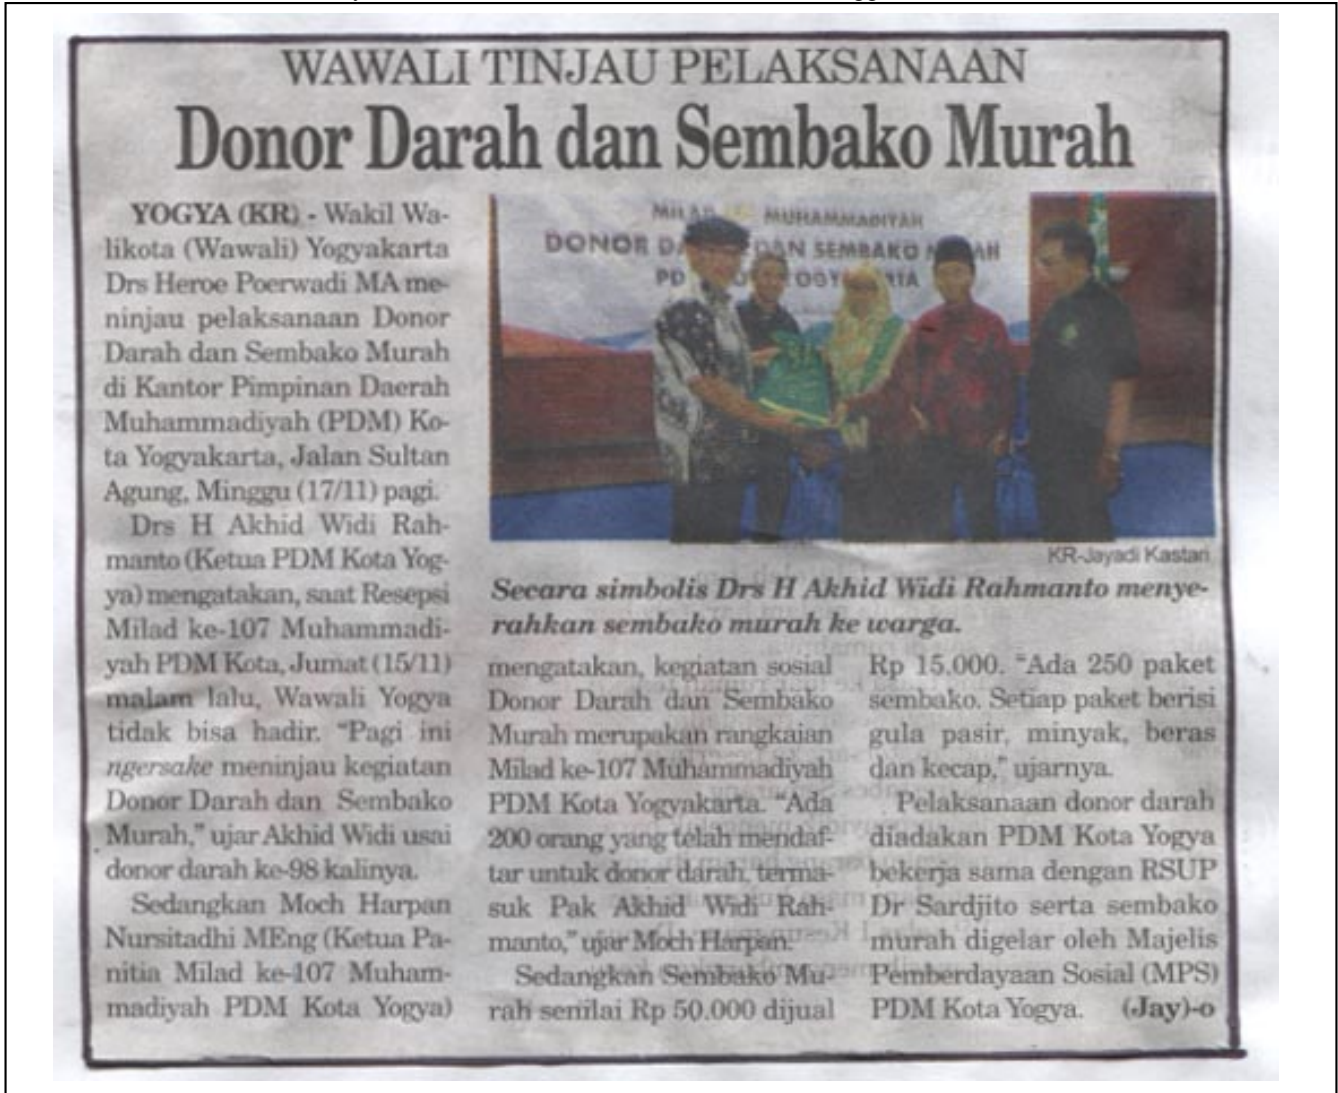 WAWALI TINJAU PELAKSANAAN
Donor Darah dan Sembako Murah
YOGYA (KR) - Wakil Wa-
likota (Wawali) Yogyakarta
Drs Heroe Poerwadi MA me-
ninjau pelaksanaan Donor
Darah dan Sembako Murah
di Kantor Pimpinan Daerah
Muhammadiyah (PDM) Ko-
ta Yogyakarta, Jalan Sultan
Agung, Minggu (17/11) pagi.
Drs H Akhid Widi Rah-
manto (Ketua PDM Kota Yog-
ya) mengatakan, saat Resepsi
Milad ke-107 Muhammadi-
yah PDM Kota, Jumat (15/11)
malam lalu, Wawali Yogya
tidak bisa hadir. “Pagi ini
ngersake meninjau kegiatan
Donor Darah dan Sembako
Murah,” ujar Akhid Widi usai
donor darah ke-98 kalinya.
Sedangkan Moch Harpan
Nursitadhi MEng (Ketua Pa-
nitia Milad ke-107 Muham-
madiyah PDM Kota Yogya)
MUHAMMADIYAH
DONOR DAN SEMBAKO
KR-Jayadi Kastari
Secara simbolis Drs H Akhid Widi Rahmanto menye-
rahkan sembako murah ke warga.
mengatakan, kegiatan sosial
Donor Darah dan Sembako
Murah merupakan rangkaian
Milad ke-107 Muhammadiyah
PDM Kota Yogyakarta. “Ada
200 orang yang telah mendaf-
tar untuk donor darah, terma-
suk Pak Akhid Widi Rah-
manto,” ujar Moch Harpan.
Sedangkan Sembako Mu-
rah senilai Rp 50.000 dijual
Rp 15.000. “Ada 250 paket
sembako. Setiap paket berisi
gula pasir, minyak, beras
dan kecap,” ujarnya.
Pelaksanaan donor darah
diadakan PDM Kota Yogya
bekerja sama dengan RSUP
Dr Sardjito serta sembako
murah digelar oleh Majelis
Pemberdayaan Sosial (MPS)
PDM Kota Yogya. (Jay)-o